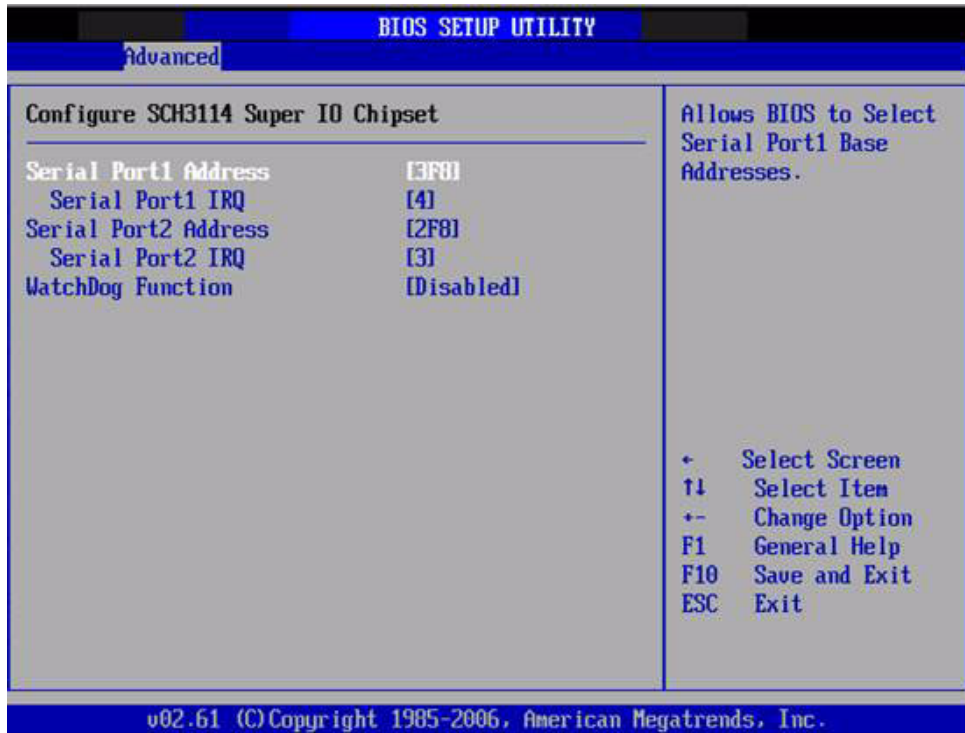 BIOS SETUP UTILITY
Advanced
Configure SCH3114 Super IO Chipset
Serial Port1 Address [3F8]
Serial Port1 IRQ [4]
Serial Port2 Address [2F8]
Serial Port2 IRQ [3]
WatchDog Function [Disabled]
Allows BIOS to Select
Serial Port1 Base
Addresses.
← Select Screen
↑↓ Select Item
+- Change Option
F1 General Help
F10 Save and Exit
ESC Exit
v02.61 (C)Copyright 1985-2006, American Megatrends, Inc.